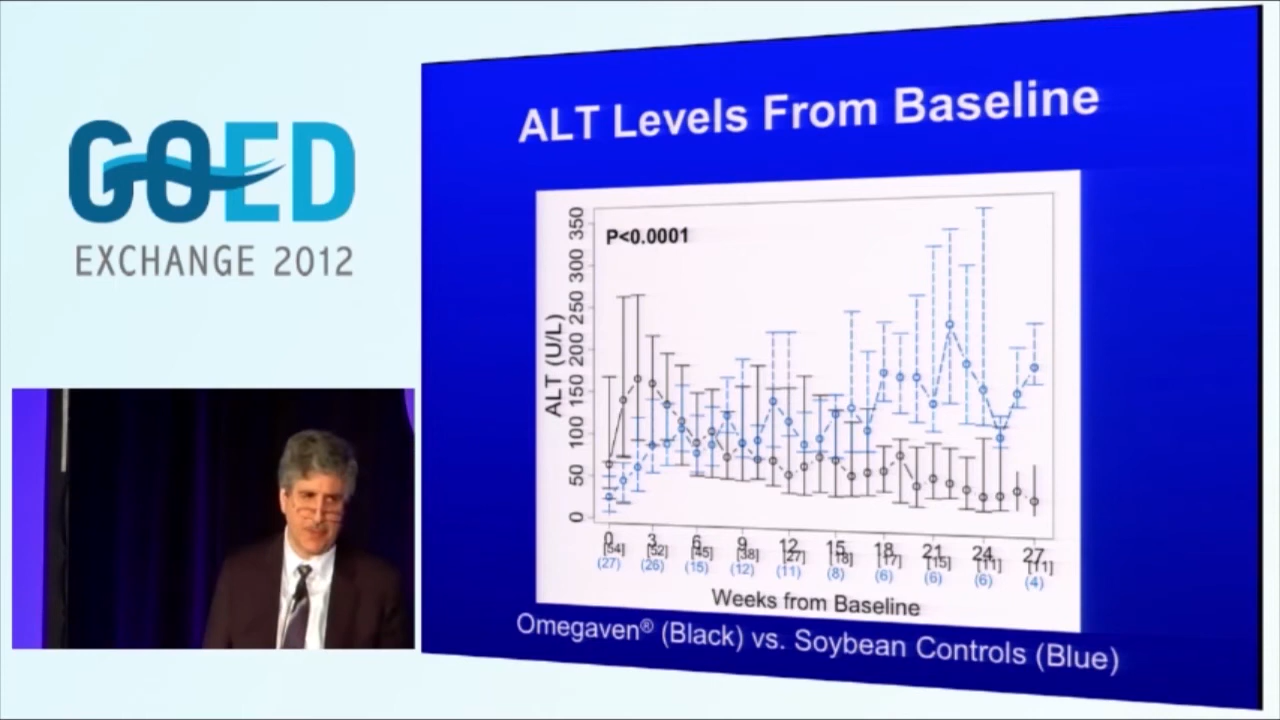 GOED
EXCHANGE 2012
ALT Levels From Baseline
P<0.0001
ALT (U/L)
0 50 100 150 200 250 300 350
0 3 6 9 12 15 18 21 24 27
[54] [52] [45] [38] [27] [18] [17] [15] [11] [11]
(27) (26) (15) (12) (11) (8) (6) (6) (6) (4)
Weeks from Baseline
Omegaven® (Black) vs. Soybean Controls (Blue)